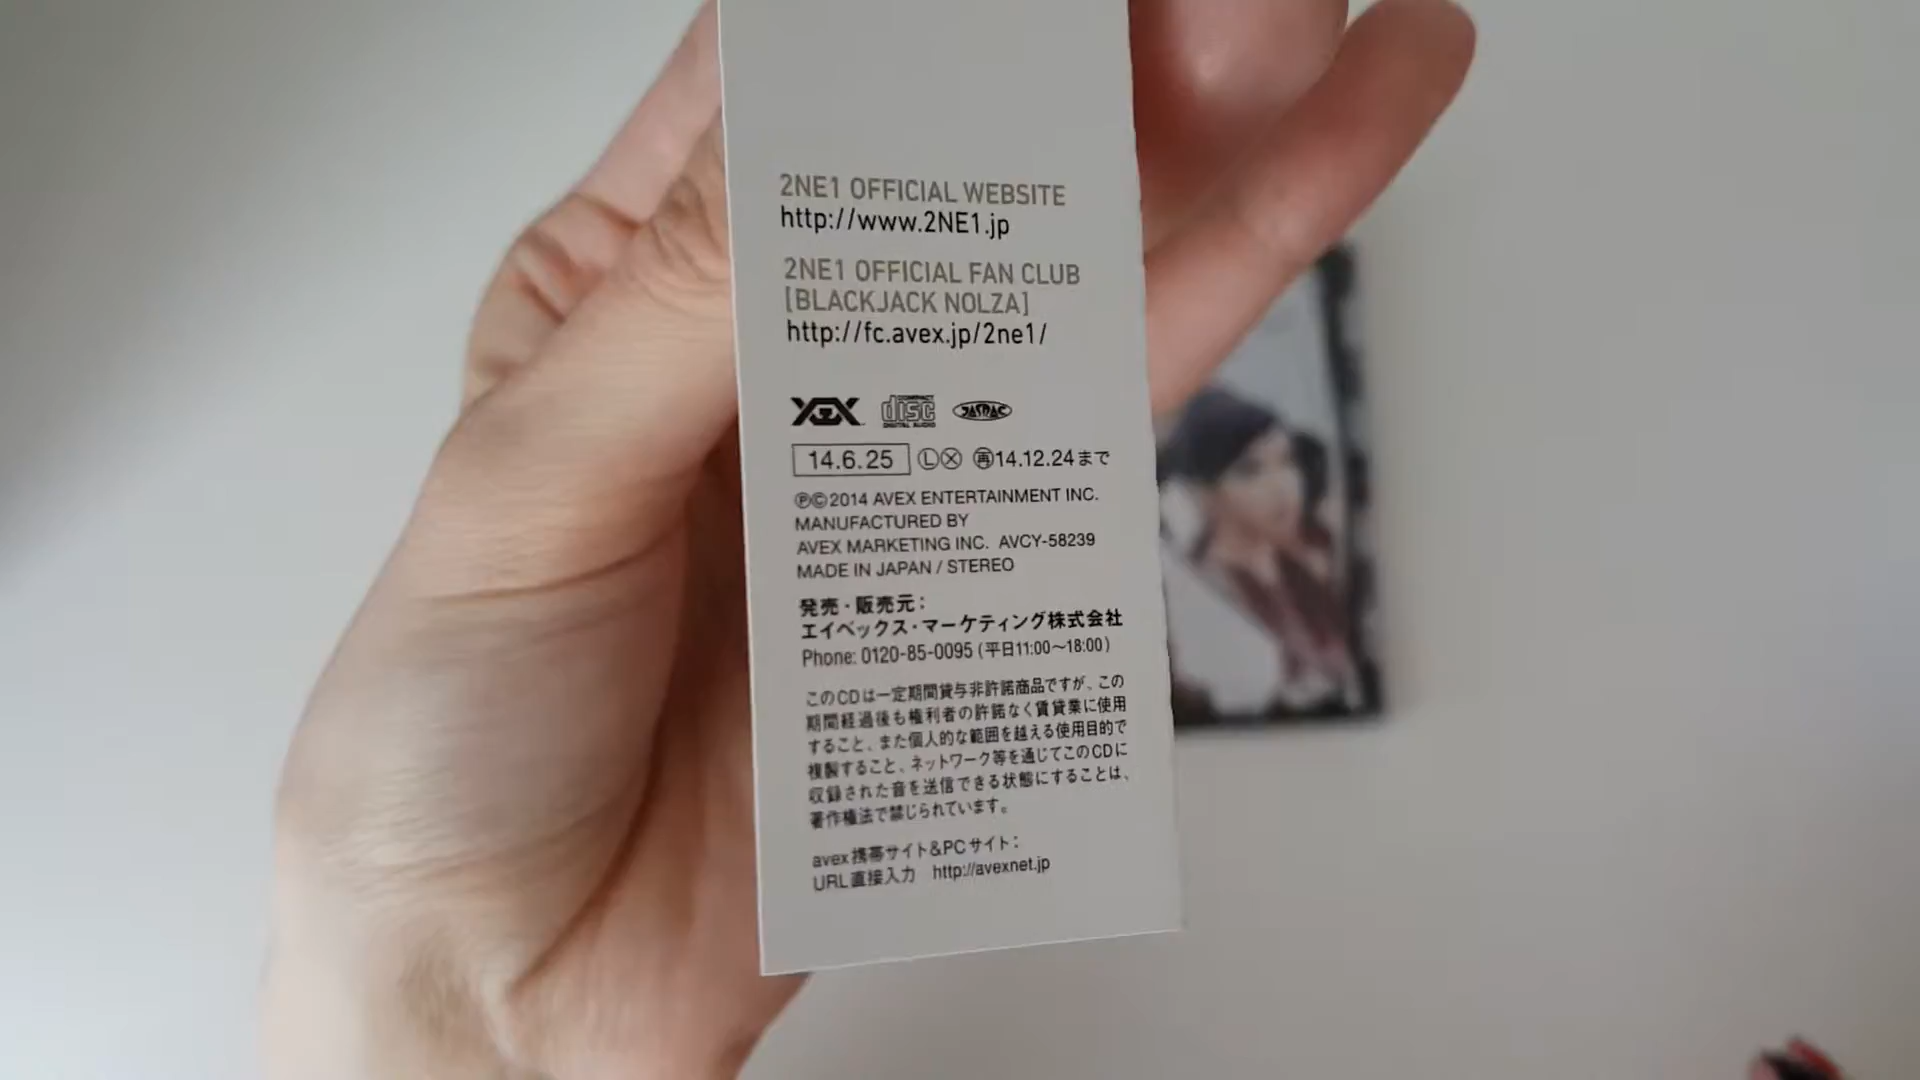 2NE1 OFFICIAL WEBSITE
http://www.2NE1.jp
2NE1 OFFICIAL FAN CLUB
[BLACKJACK NOLZA]
http://fc.avex.jp/2ne1/
COMPACT disc DIGITAL AUDIO JASRAC
14.6.25 ⓁⓍ ㊢14.12.24まで
ⓅⒸ2014 AVEX ENTERTAINMENT INC.
MANUFACTURED BY
AVEX MARKETING INC. AVCY-58239
MADE IN JAPAN / STEREO
発売・販売元：
エイベックス・マーケティング株式会社
Phone: 0120-85-0095 (平日11:00〜18:00)
このCDは一定期間貸与非許諾商品ですが、この
期間経過後も権利者の許諾なく賃貸業に使用
すること、また個人的な範囲を越える使用目的で
複製すること、ネットワーク等を通じてこのCDに
収録された音を送信できる状態にすることは、
著作権法で禁じられています。
avex携帯サイト&PCサイト：
URL直接入力 http://avexnet.jp